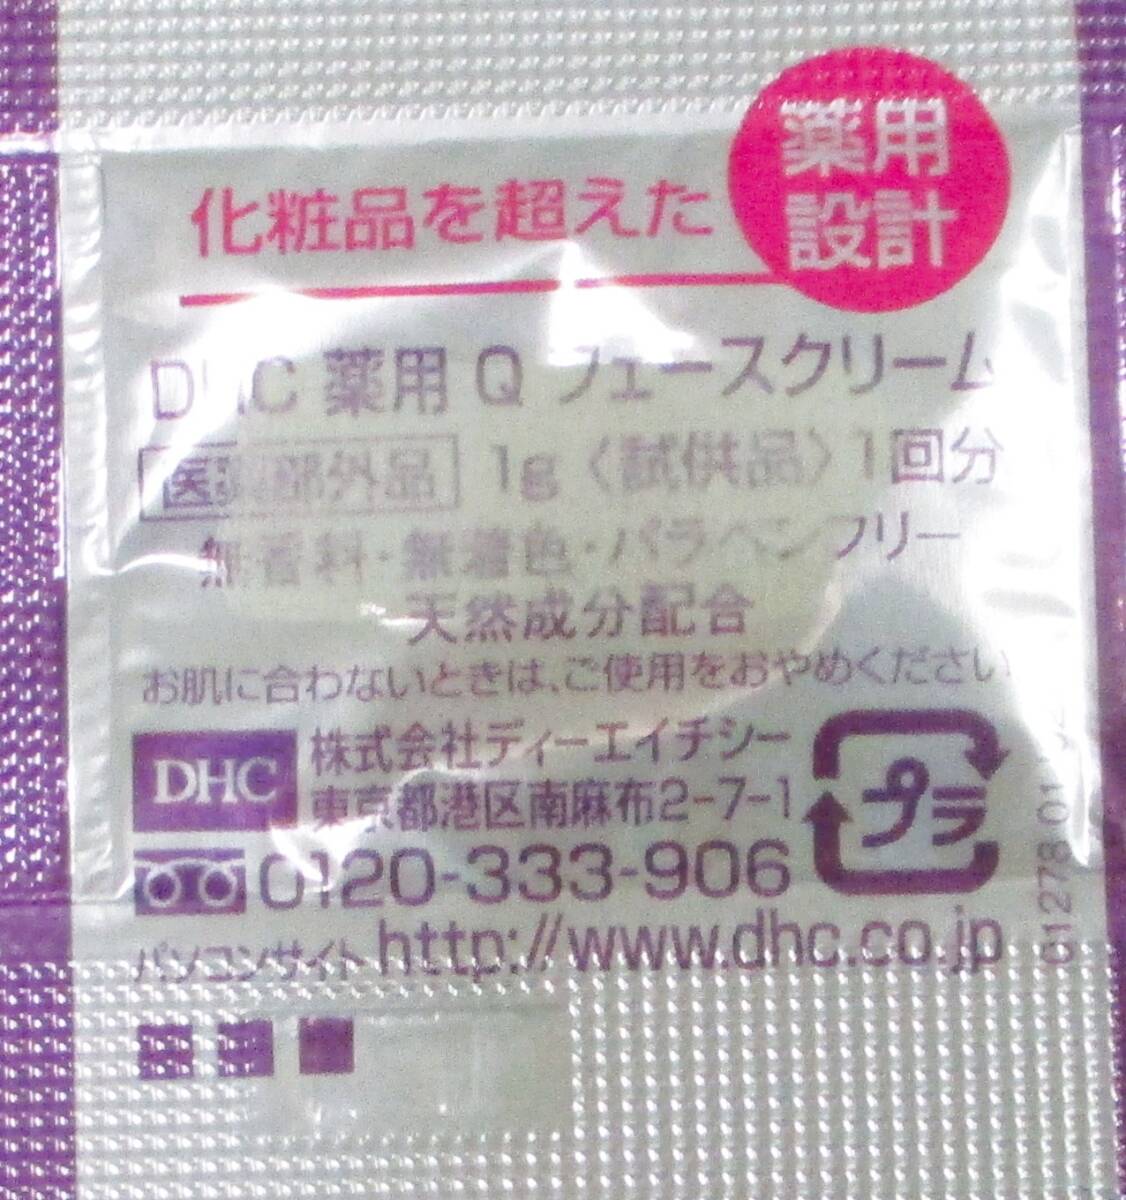 化粧品を超えた
薬用
設計
DHC 薬用 Q フェースクリーム
医薬部外品 1g〈試供品〉1回分
無香料・無着色・パラベンフリー
天然成分配合
お肌に合わないときは、ご使用をおやめください
DHC
株式会社ディーエイチシー
東京都港区南麻布2-7-1
プラ
0120-333-906
パソコンサイト http://www.dhc.co.jp